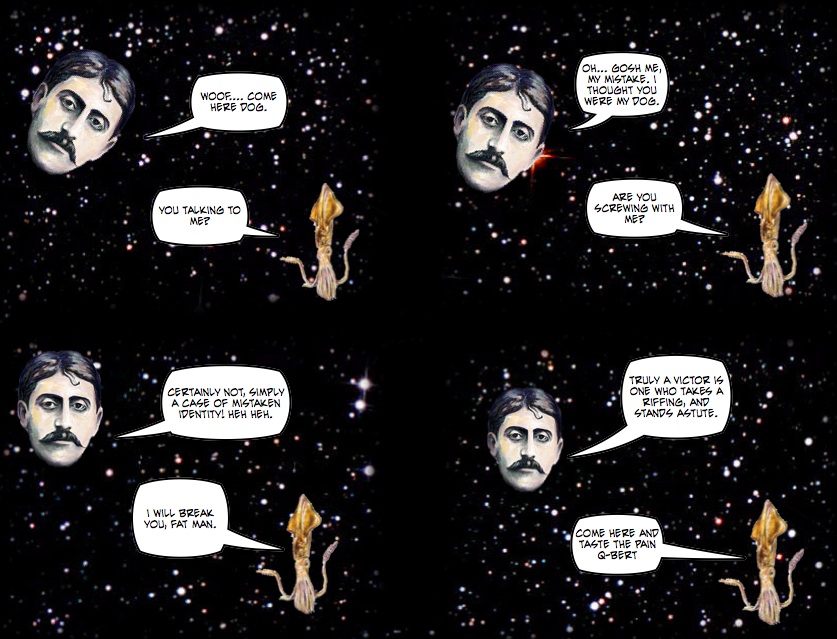 WOOF.... COME
HERE DOG.
YOU TALKING TO
ME?
OH... GOSH ME,
MY MISTAKE. I
THOUGHT YOU
WERE MY DOG.
ARE YOU
SCREWING WITH
ME?
CERTAINLY NOT, SIMPLY
A CASE OF MISTAKEN
IDENTITY! HEH HEH.
I WILL BREAK
YOU, FAT MAN.
TRULY A VICTOR IS
ONE WHO TAKES A
RIFFING, AND
STANDS ASTUTE.
COME HERE AND
TASTE THE PAIN
Q-BERT